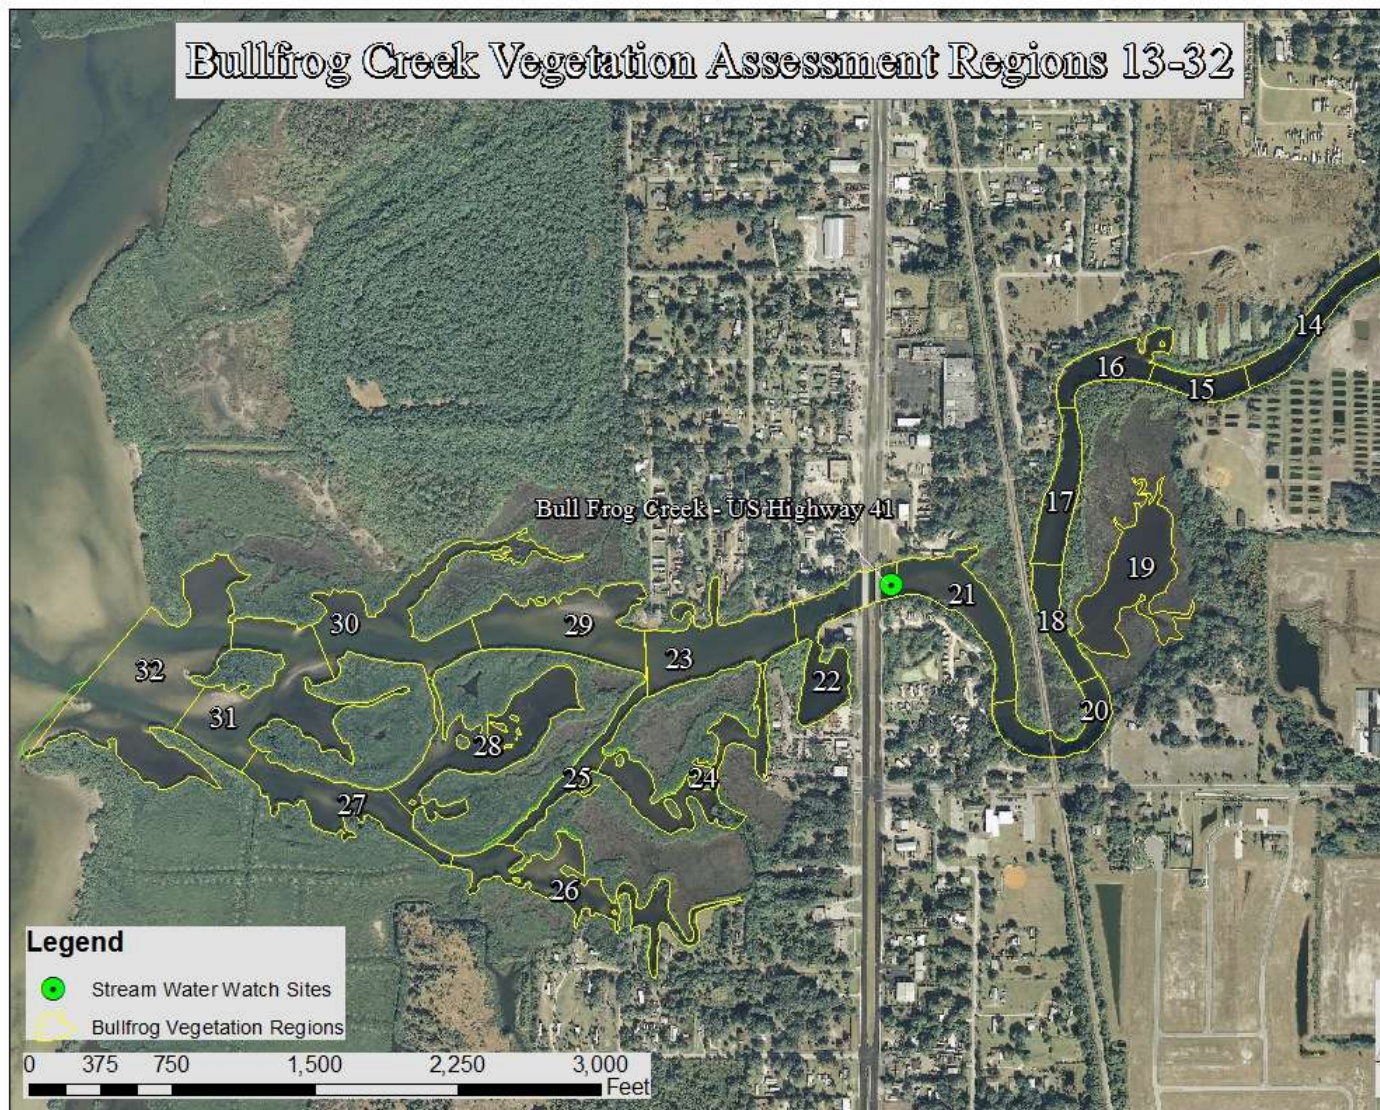 Bullfrog Creek Vegetation Assessment Regions 13-32
14
16
15
17
Bull Frog Creek - US Highway 41
19
21
18
30
29
23
32
22
31
20
28
25
24
27
26
Legend
Stream Water Watch Sites
Bullfrog Vegetation Regions
0 375 750 1,500 2,250 3,000
Feet